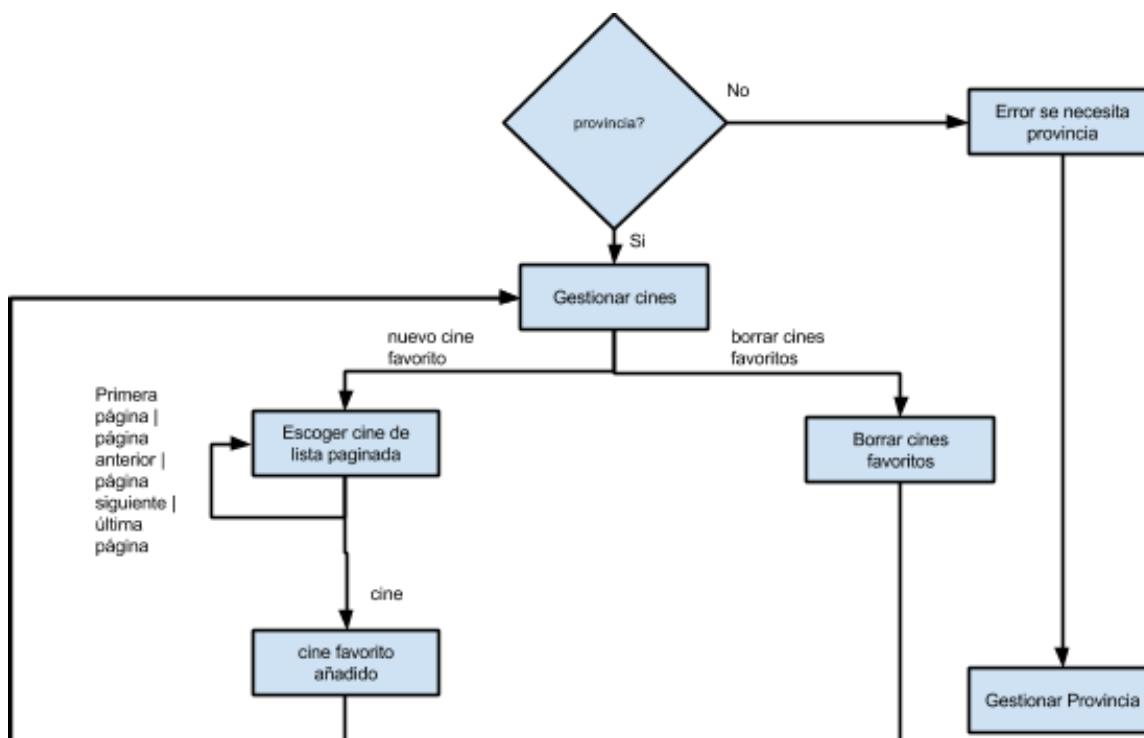 No
provincia?
Error se necesita
provincia
Si
Gestionar cines
nuevo cine
favorito
borrar cines
favoritos
Primera
página |
página
anterior |
página
siguiente |
última
página
Escoger cine de
lista paginada
Borrar cines
favoritos
cine
cine favorito
añadido
Gestionar Provincia